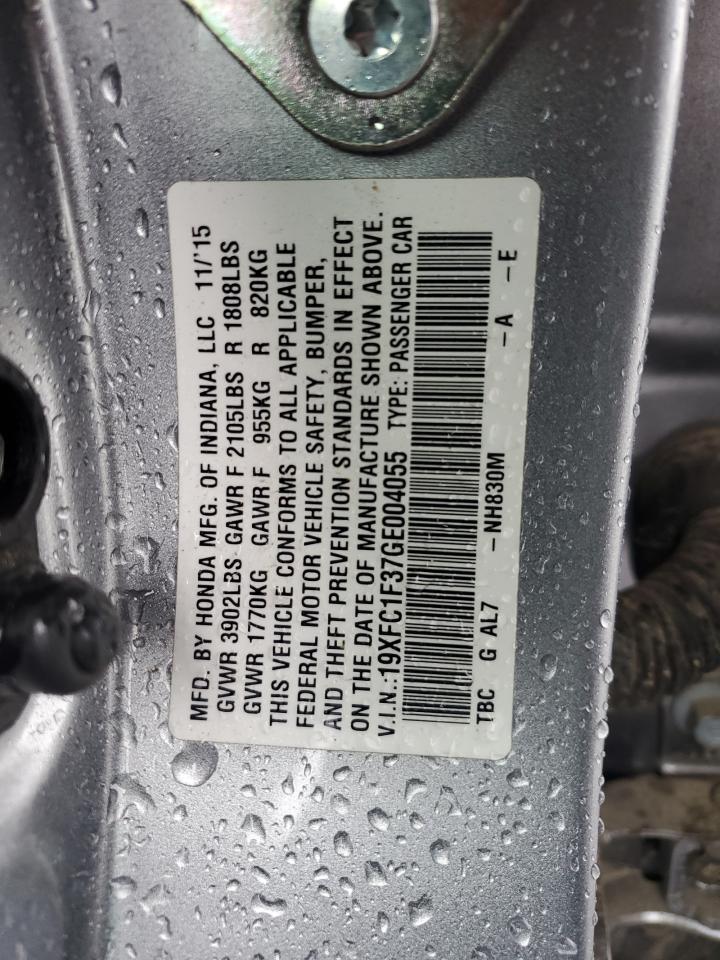 MFD. BY HONDA MFG. OF INDIANA, LLC 11/'15
GVWR 3902LBS GAWR F 2105LBS R 1808LBS
GVWR 1770KG GAWR F 955KG R 820KG
THIS VEHICLE CONFORMS TO ALL APPLICABLE
FEDERAL MOTOR VEHICLE SAFETY, BUMPER,
AND THEFT PREVENTION STANDARDS IN EFFECT
ON THE DATE OF MANUFACTURE SHOWN ABOVE.
V.I.N.:19XFC1F37GE004055 TYPE: PASSENGER CAR
TBC G AL7 -NH830M -A -E